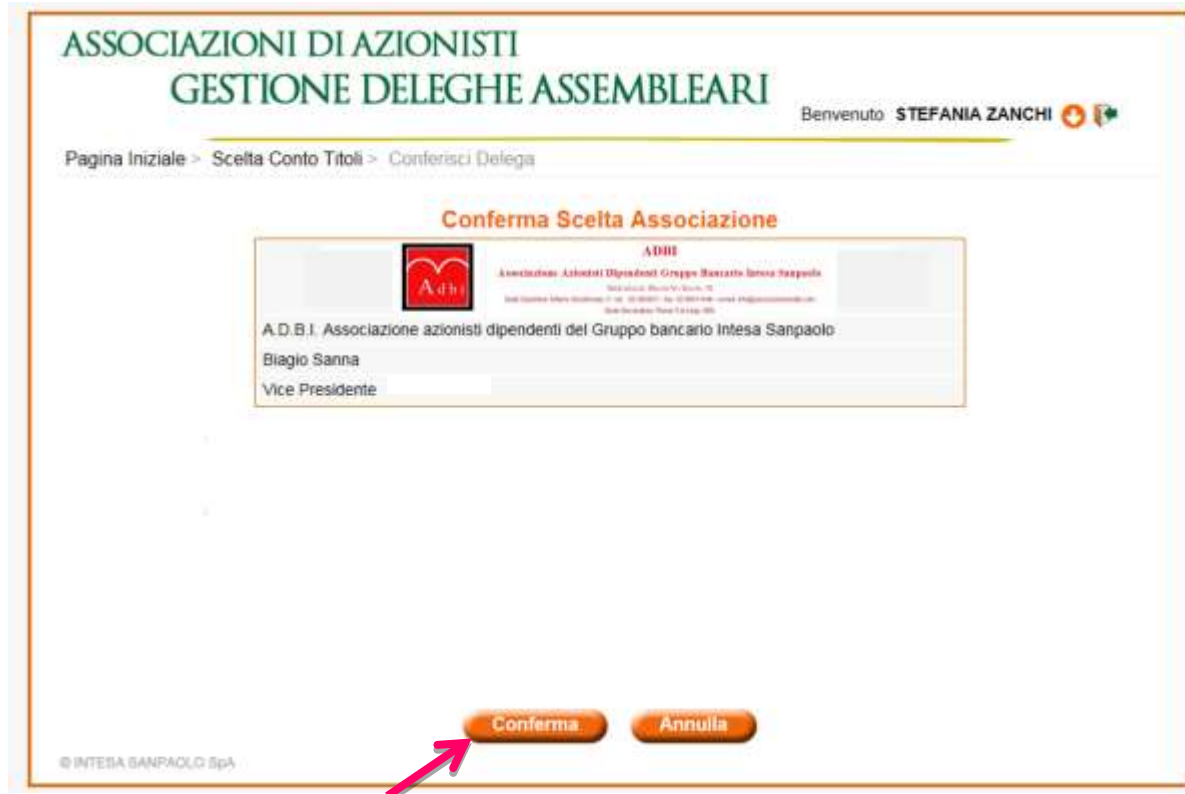 ASSOCIAZIONI DI AZIONISTI
GESTIONE DELEGHE ASSEMBLEARI
Benvenuto STEFANIA ZANCHI
Pagina Iniziale > Scelta Conto Titoli > Conferisci Delega
Conferma Scelta Associazione
Adbi
ADBI
Associazione Azionisti Dipendenti Gruppo Bancario Intesa Sanpaolo
A.D.B.I. Associazione azionisti dipendenti del Gruppo bancario Intesa Sanpaolo
Biagio Sanna
Vice Presidente
Conferma Annulla
© INTESA SANPAOLO SpA